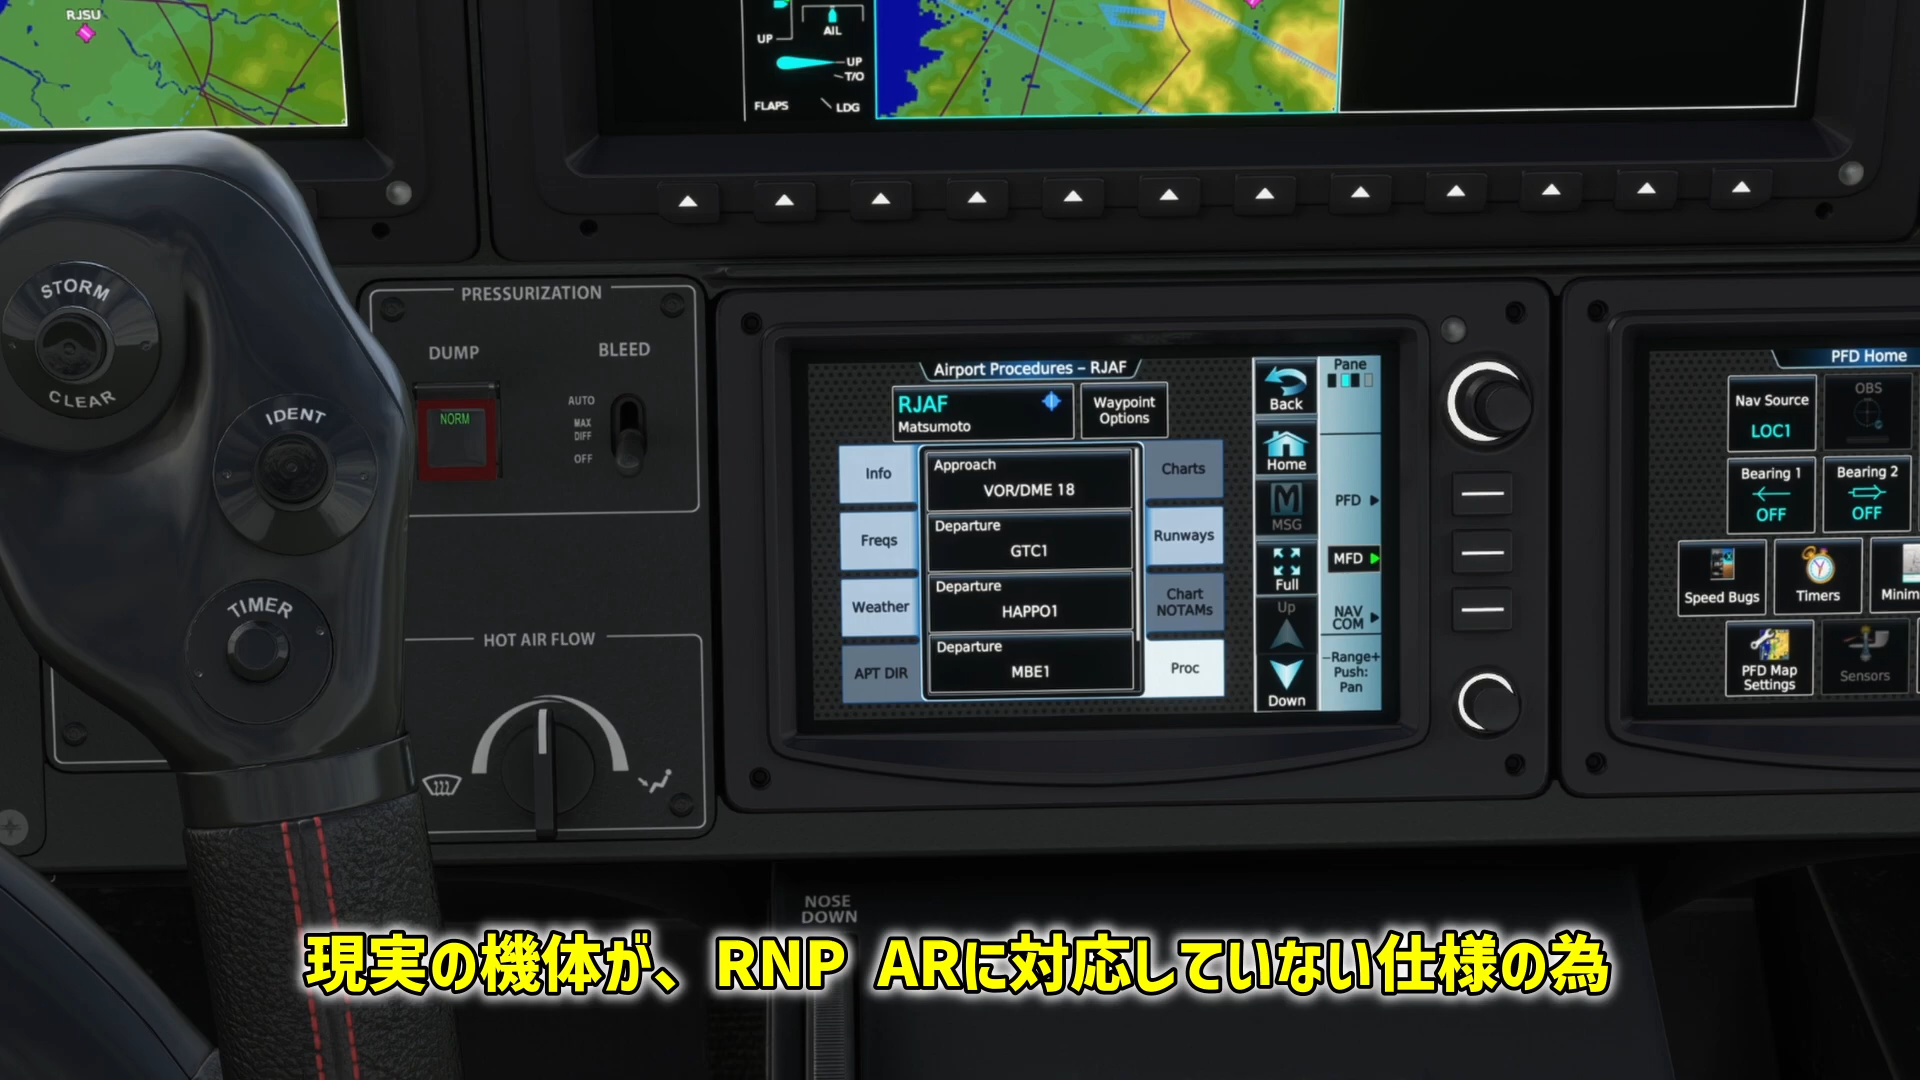 RJSU
UP
AIL
UP
T/O
FLAPS
LDG
STORM
CLEAR
IDENT
TIMER
PRESSURIZATION
DUMP
BLEED
NORM
AUTO
MAX
DIFF
OFF
HOT AIR FLOW
Airport Procedures – RJAF
RJAF
Matsumoto
Waypoint
Options
Info
Freqs
Weather
APT DIR
Approach
VOR/DME 18
Departure
GTC1
Departure
HAPPO1
Departure
MBE1
Charts
Runways
Chart
NOTAMs
Proc
Back
Home
MSG
Full
Up
Down
Pane
PFD
MFD
NAV
COM
–Range+
Push:
Pan
PFD Home
Nav Source
LOC1
OBS
Bearing 1
OFF
Bearing 2
OFF
Speed Bugs
Timers
Minim
PFD Map
Settings
Sensors
NOSE
DOWN
現実の機体が、RNP ARに対応していない仕様の為